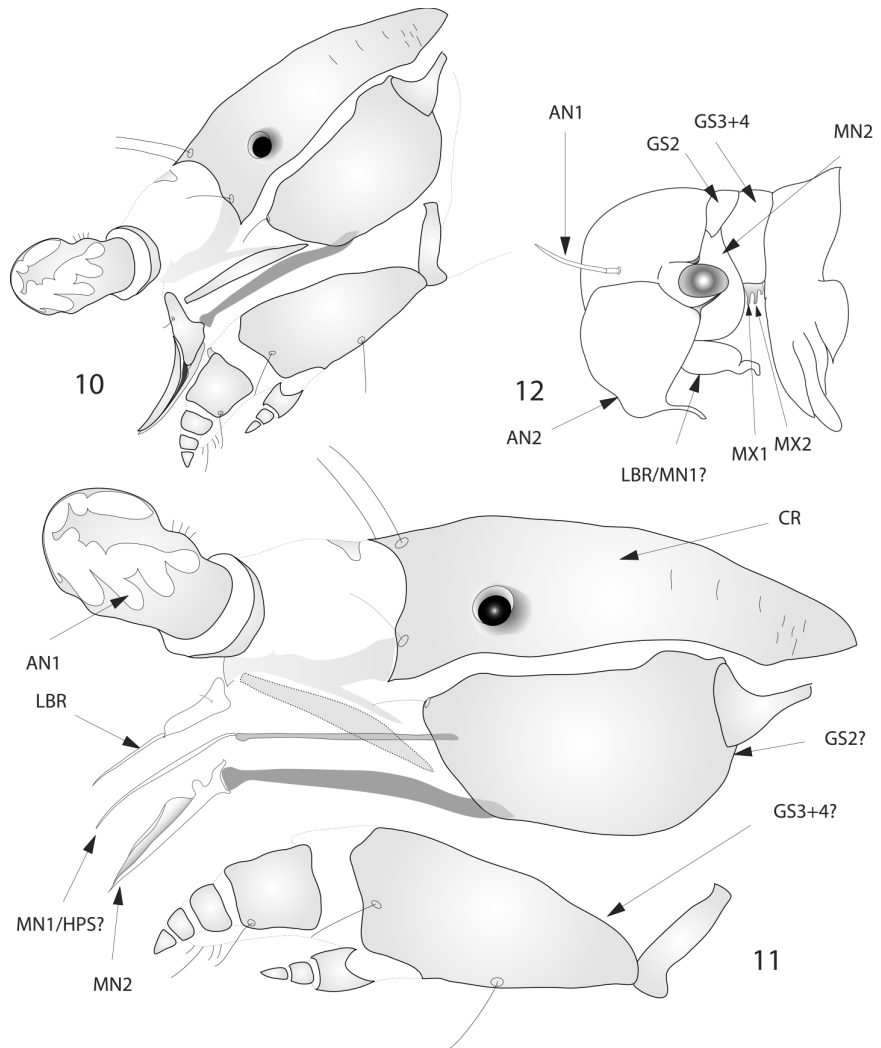 AN1
GS3+4
GS2
MN2
10
12
AN2
MX1
MX2
LBR/MN1?
CR
AN1
LBR
GS2?
GS3+4?
MN1/HPS?
MN2
11